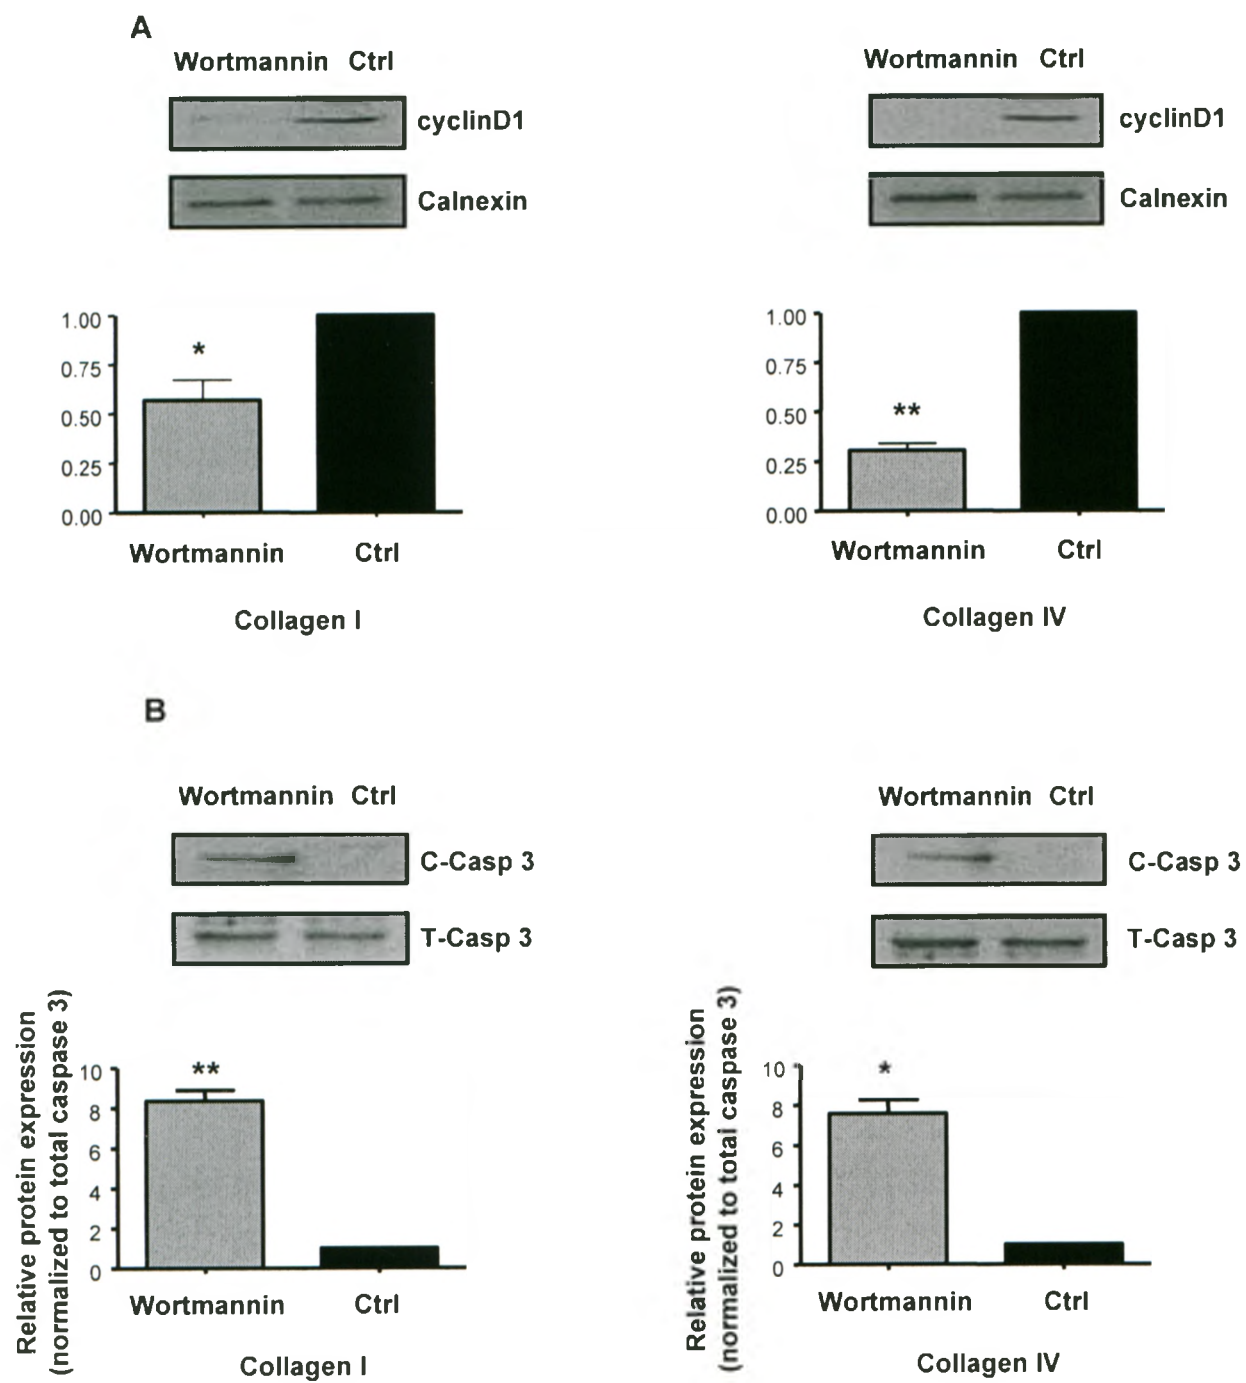 A
Wortmannin Ctrl
cyclinD1
Calnexin
1.00
0.75
0.50
0.25
0.00
*
Wortmannin Ctrl
Collagen I
Wortmannin Ctrl
cyclinD1
Calnexin
1.00
0.75
0.50
0.25
0.00
**
Wortmannin Ctrl
Collagen IV
B
Wortmannin Ctrl
C-Casp 3
T-Casp 3
Relative protein expression
(normalized to total caspase 3)
10
8
6
4
2
0
**
Wortmannin Ctrl
Collagen I
Wortmannin Ctrl
C-Casp 3
T-Casp 3
Relative protein expression
(normalized to total caspase 3)
10
8
6
4
2
0
*
Wortmannin Ctrl
Collagen IV